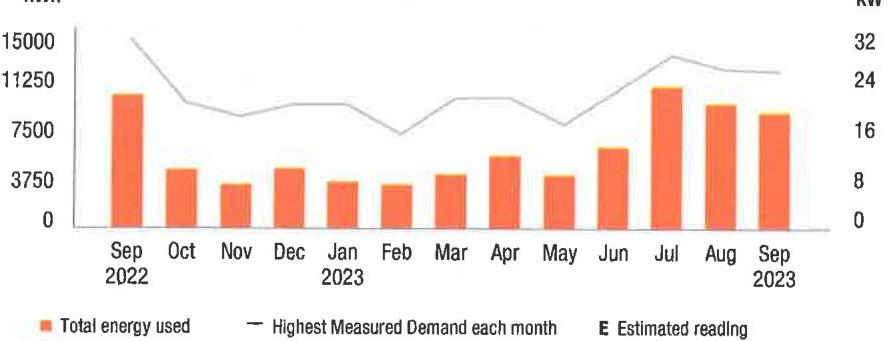 kW
15000 32
11250 24
7500 16
3750 8
0 0
Sep Oct Nov Dec Jan Feb Mar Apr May Jun Jul Aug Sep
2022 2023 2023
Total energy used — Highest Measured Demand each month E Estimated reading